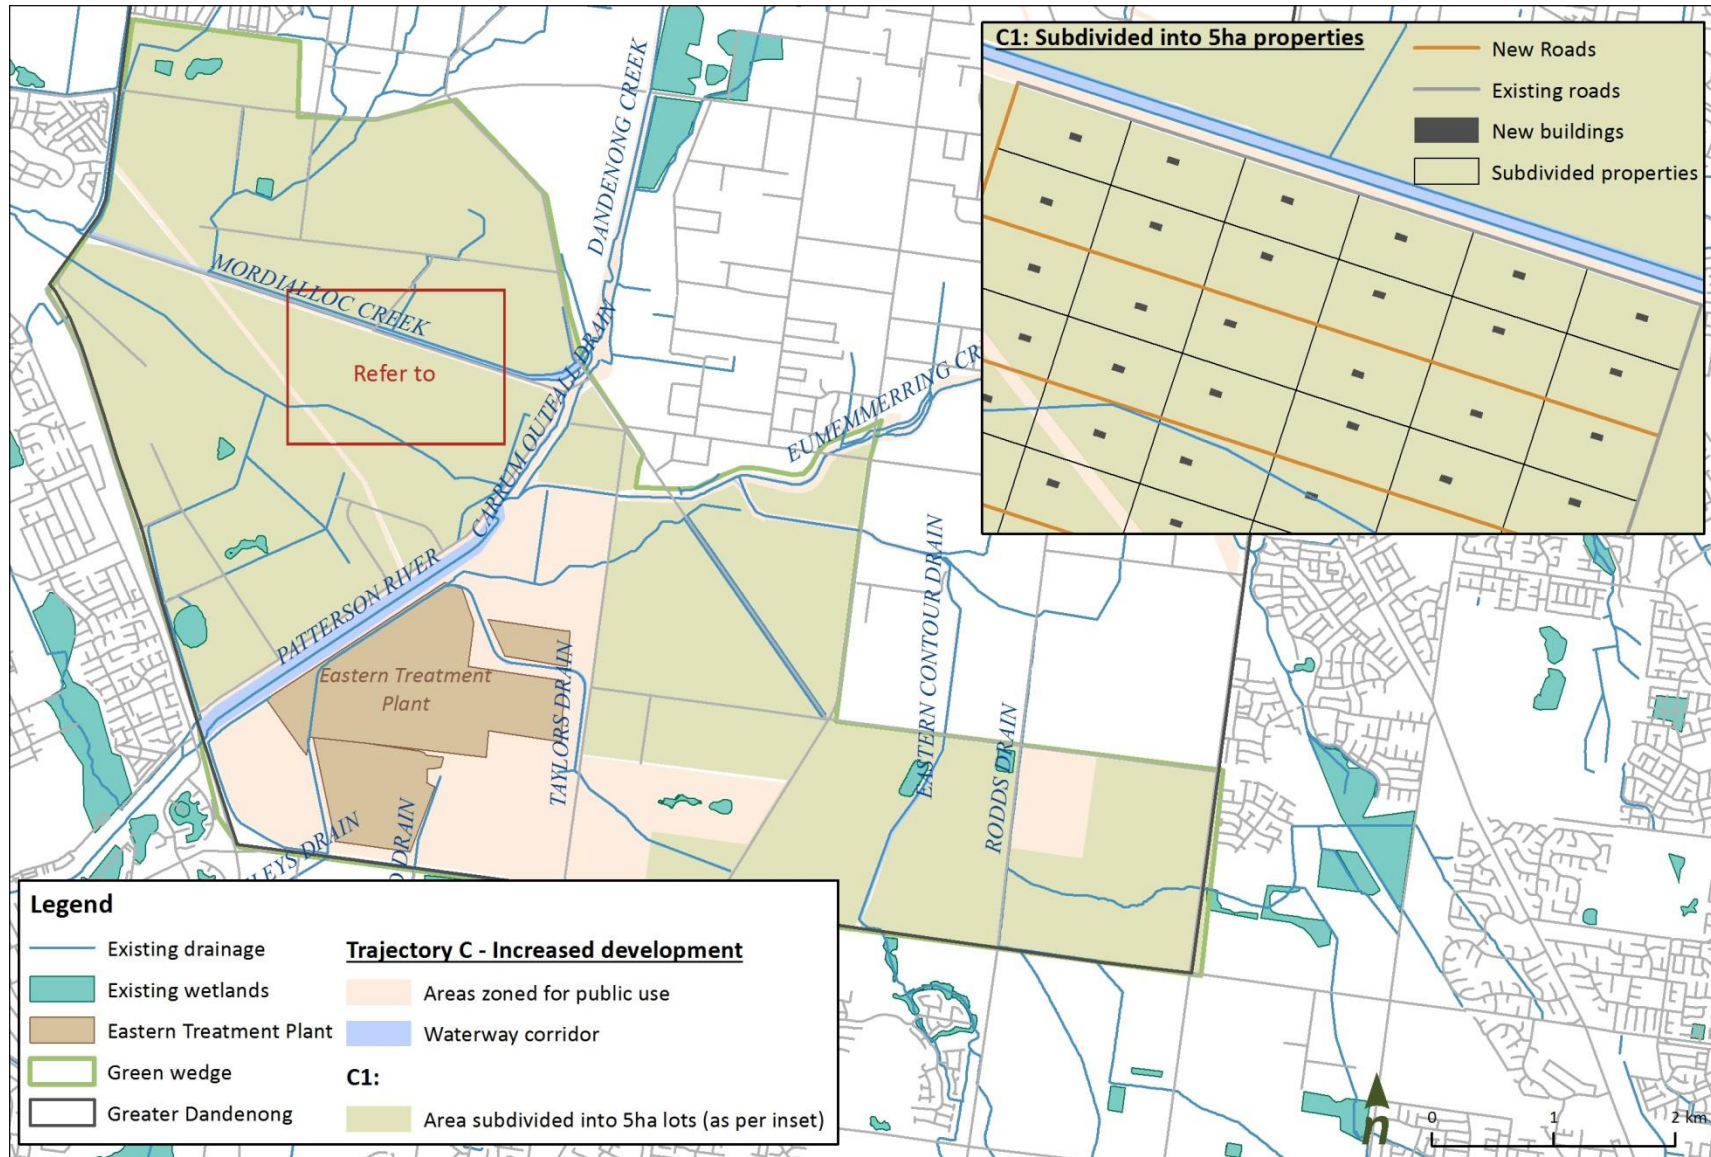 C1: Subdivided into 5ha properties
New Roads
Existing roads
New buildings
Subdivided properties
DANDENONG CREEK
MORDIALLOC CREEK
Refer to
CARRUM OUTFALL DRAIN
EUMEMMERRING CR
PATTERSON RIVER
Eastern Treatment
Plant
TAYLORS DRAIN
EASTERN CONTOUR DRAIN
RODDS DRAIN
LEYS DRAIN
DRAIN
Legend
Existing drainage
Existing wetlands
Eastern Treatment Plant
Green wedge
Greater Dandenong
Trajectory C - Increased development
Areas zoned for public use
Waterway corridor
C1:
Area subdivided into 5ha lots (as per inset)
n
0 1 2 km